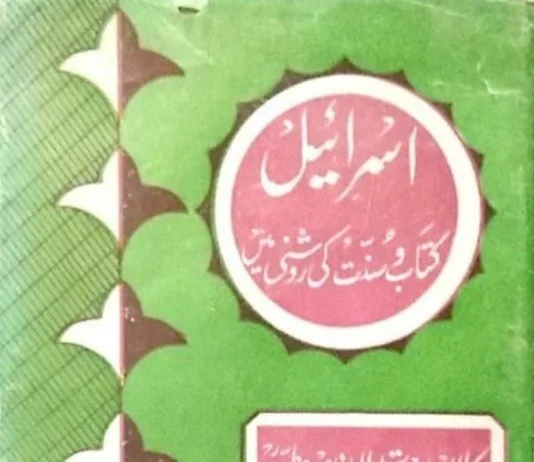 اسرائیل
کتاب و سنت کی روشنی میں